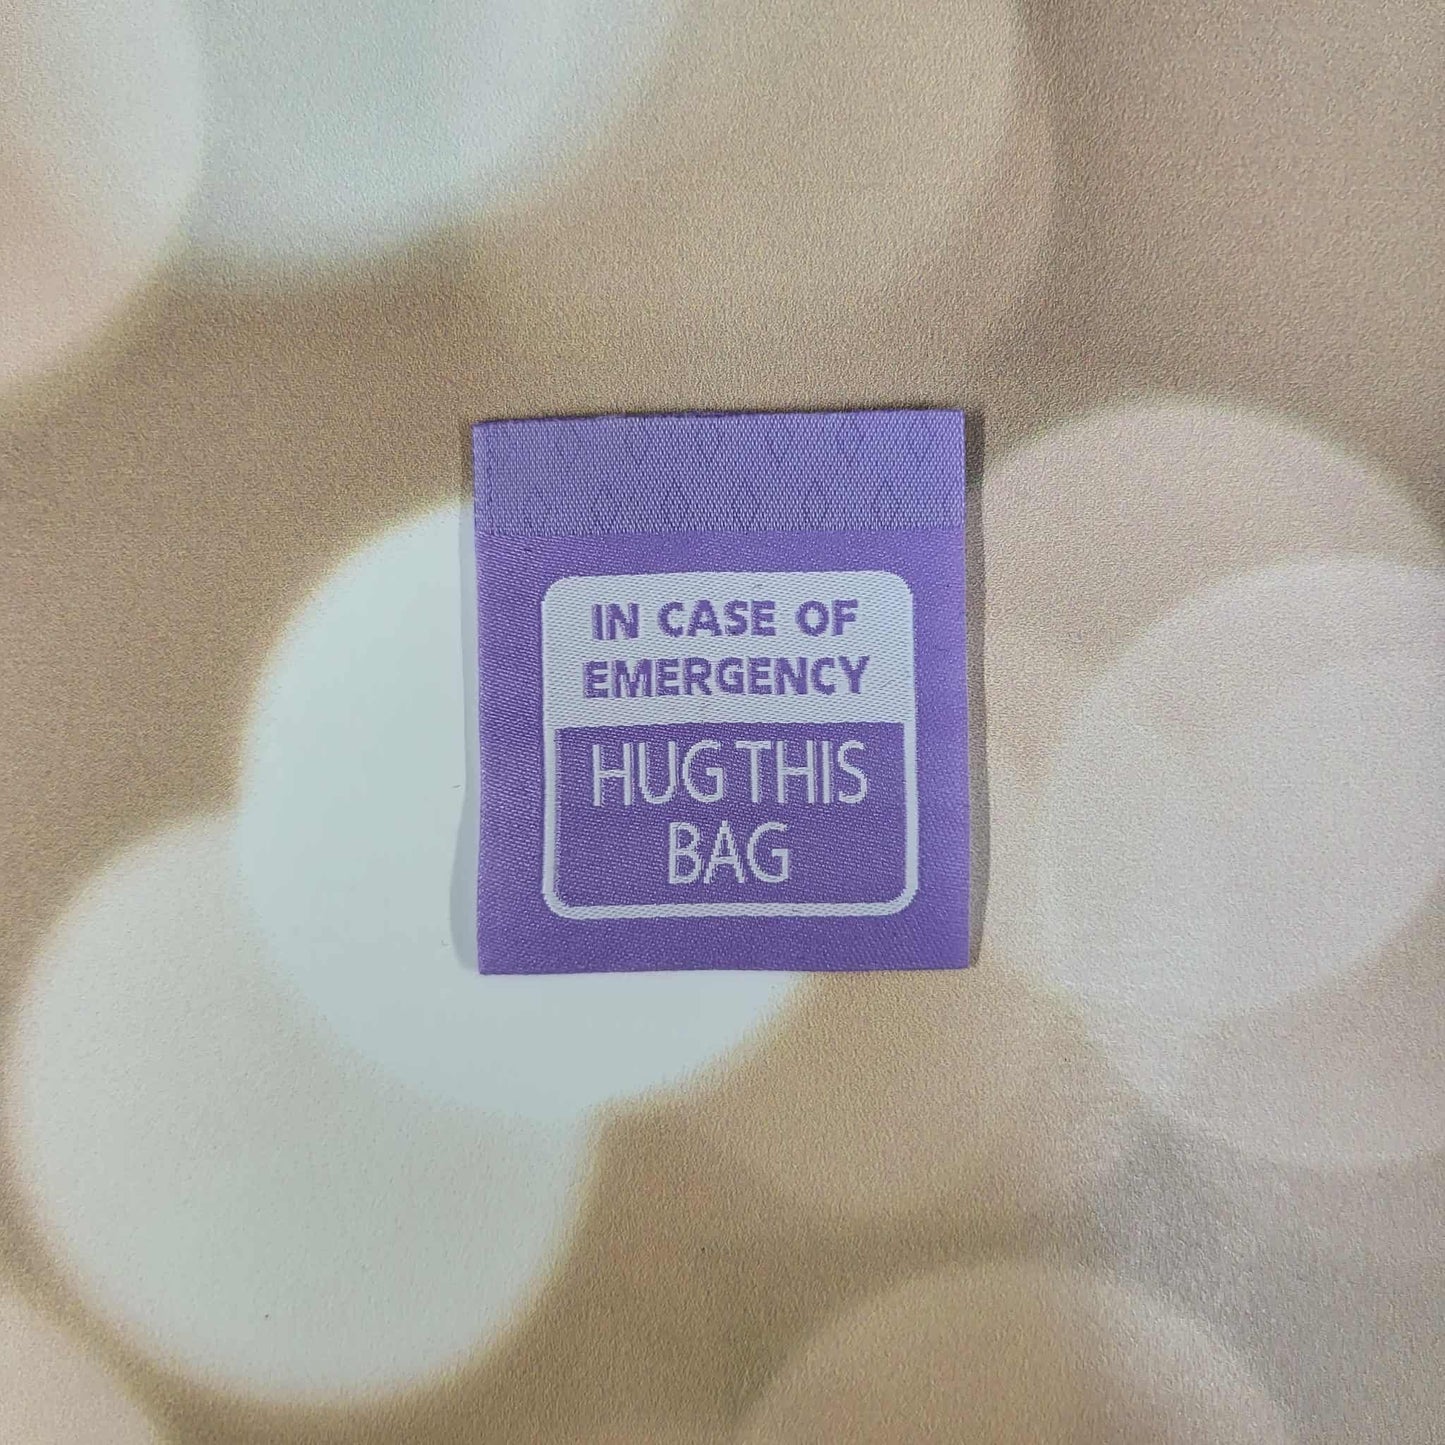 IN CASE OF
EMERGENCY
HUG THIS
BAG